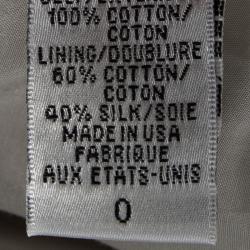 100% COTTON/
COTON
LINING/DOUBLURE
60% COTTON/
COTON
40% SILK/SOIE
MADE IN USA
FABRIQUE
AUX ETATS-UNIS
0